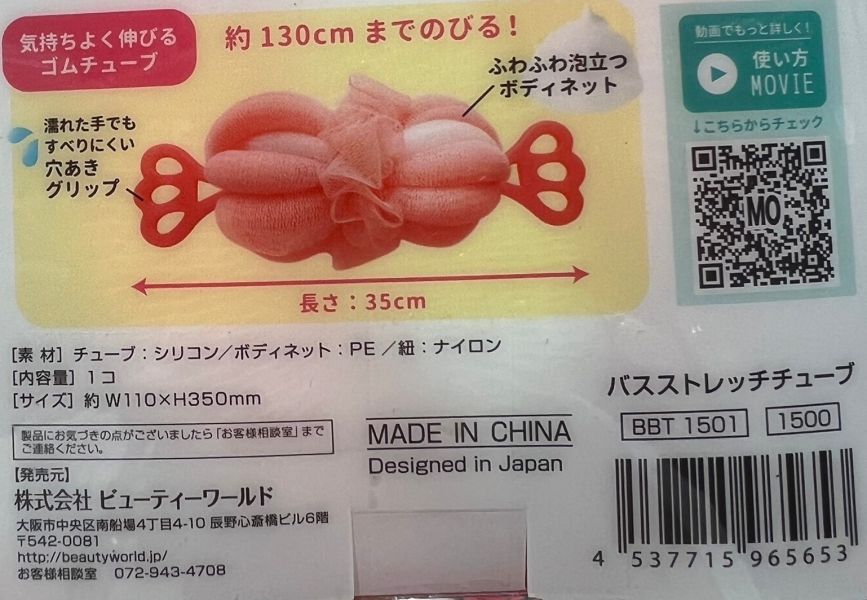 気持ちよく伸びる
ゴムチューブ
約130cmまでのびる！
ふわふわ泡立つ
ボディネット
濡れた手でも
すべりにくい
穴あき
グリップ
長さ：35cm
動画でもっと詳しく！
使い方
MOVIE
↓こちらからチェック
MO
［素 材］チューブ：シリコン／ボディネット：PE／紐：ナイロン
［内容量］1コ
［サイズ］約 W110×H350mm
製品にお気づきの点がございましたら「お客様相談室」まで
ご連絡ください。
【発売元】
株式会社 ビューティーワールド
大阪市中央区南船場4丁目4-10 辰野心斎橋ビル6階
〒542-0081
http://beautyworld.jp/
お客様相談室 072-943-4708
MADE IN CHINA
Designed in Japan
バスストレッチチューブ
BBT 1501 1500
4 537715 965653